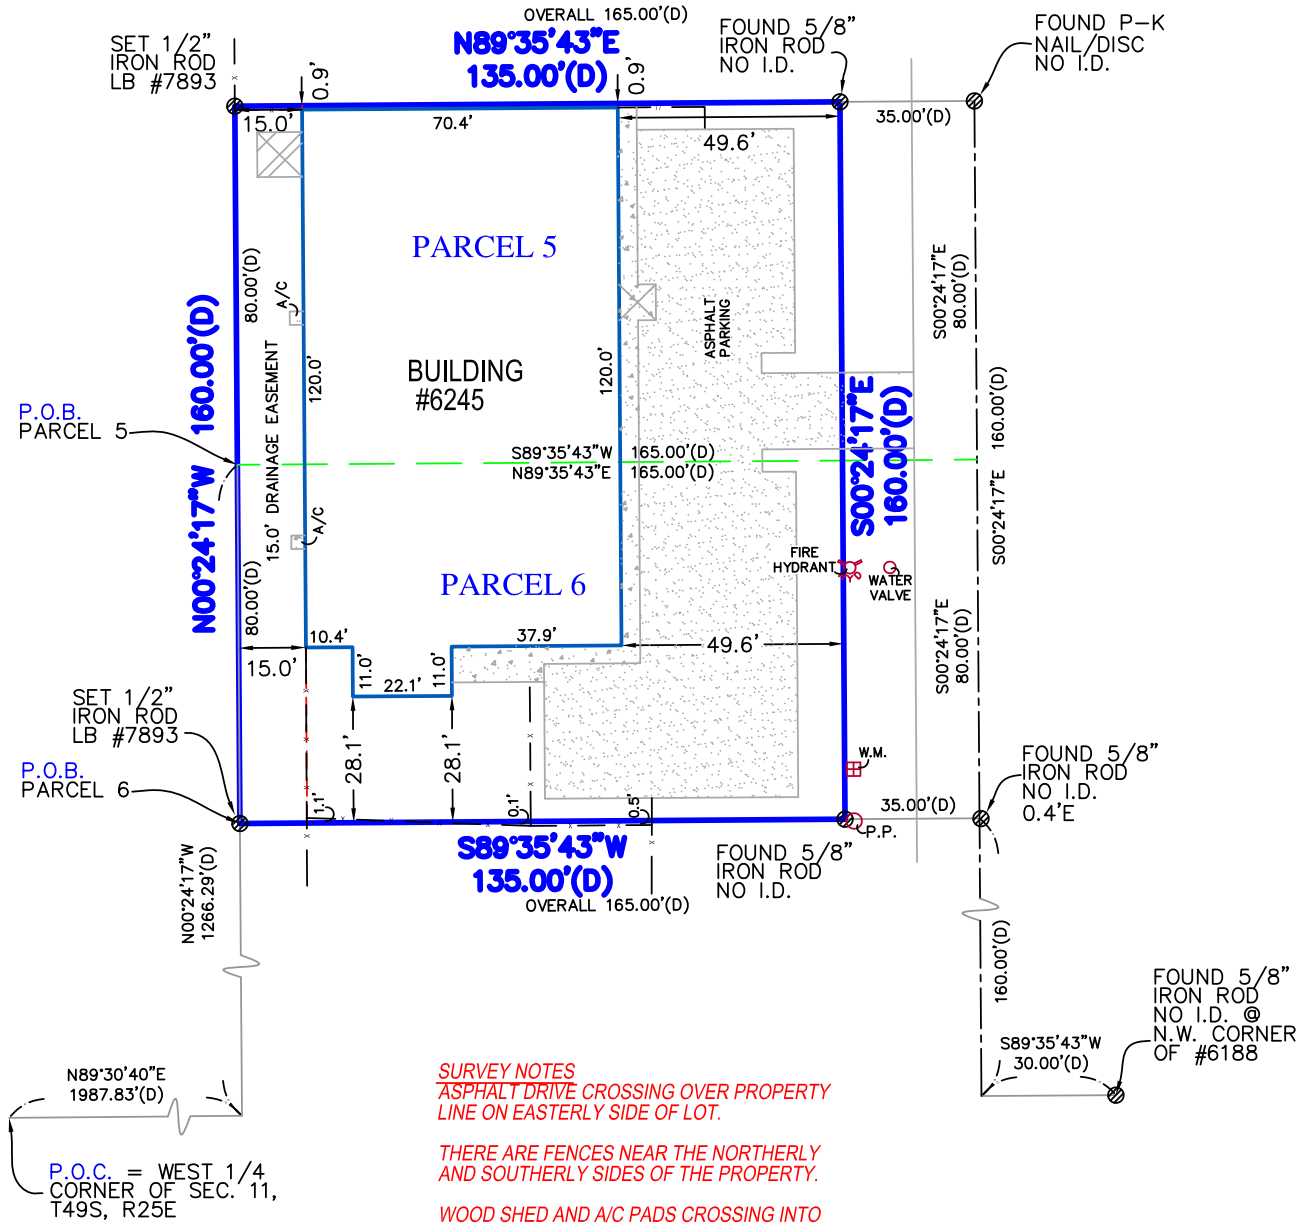 OVERALL 165.00'(D)
N89°35'43"E
135.00'(D)
SET 1/2"
IRON ROD
LB #7893
FOUND 5/8"
IRON ROD
NO I.D.
FOUND P-K
NAIL/DISC
NO I.D.
0.9'
0.9'
15.0'
70.4'
49.6'
35.00'(D)
PARCEL 5
80.00'(D)
A/C
N00°24'17"W 160.00'(D)
15.0' DRAINAGE EASEMENT
120.0'
BUILDING
#6245
120.0'
ASPHALT
PARKING
S00°24'17"E
80.00'(D)
S00°24'17"E
160.00'(D)
S00°24'17"E 160.00'(D)
P.O.B.
PARCEL 5
S89°35'43"W 165.00'(D)
N89°35'43"E 165.00'(D)
A/C
FIRE
HYDRANT
WATER
VALVE
PARCEL 6
80.00'(D)
S00°24'17"E
80.00'(D)
10.4'
37.9'
15.0'
49.6'
11.0'
11.0'
22.1'
SET 1/2"
IRON ROD
LB #7893
28.1'
28.1'
W.M.
P.O.B.
PARCEL 6
FOUND 5/8"
IRON ROD
NO I.D.
0.4'E
1.1'
0.1'
0.5'
35.00'(D)
P.P.
S89°35'43"W
135.00'(D)
OVERALL 165.00'(D)
FOUND 5/8"
IRON ROD
NO I.D.
N00°24'17"W
1266.29'(D)
160.00'(D)
FOUND 5/8"
IRON ROD
NO I.D. @
N.W. CORNER
OF #6188
S89°35'43"W
30.00'(D)
N89°30'40"E
1987.83'(D)
P.O.C. = WEST 1/4
CORNER OF SEC. 11,
T49S, R25E
SURVEY NOTES
ASPHALT DRIVE CROSSING OVER PROPERTY
LINE ON EASTERLY SIDE OF LOT.
THERE ARE FENCES NEAR THE NORTHERLY
AND SOUTHERLY SIDES OF THE PROPERTY.
WOOD SHED AND A/C PADS CROSSING INTO